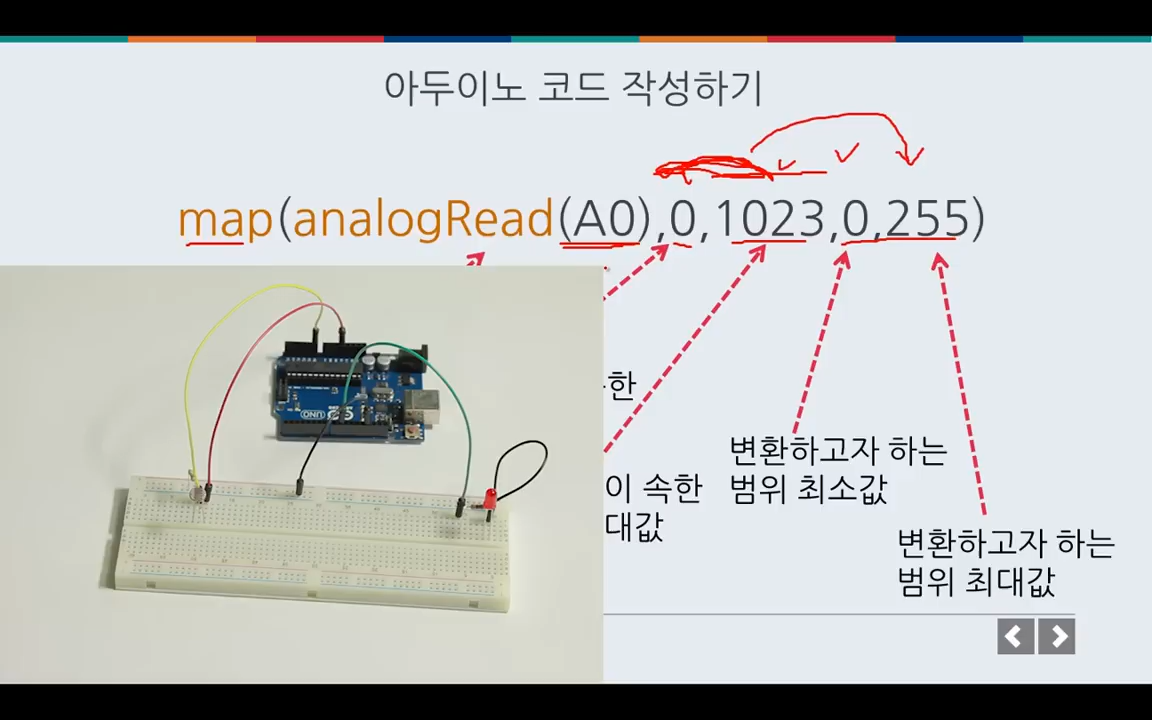 아두이노 코드 작성하기
map(analogRead(A0),0,1023,0,255)
한
이 속한
대값
변환하고자 하는
범위 최소값
변환하고자 하는
범위 최대값
UNO